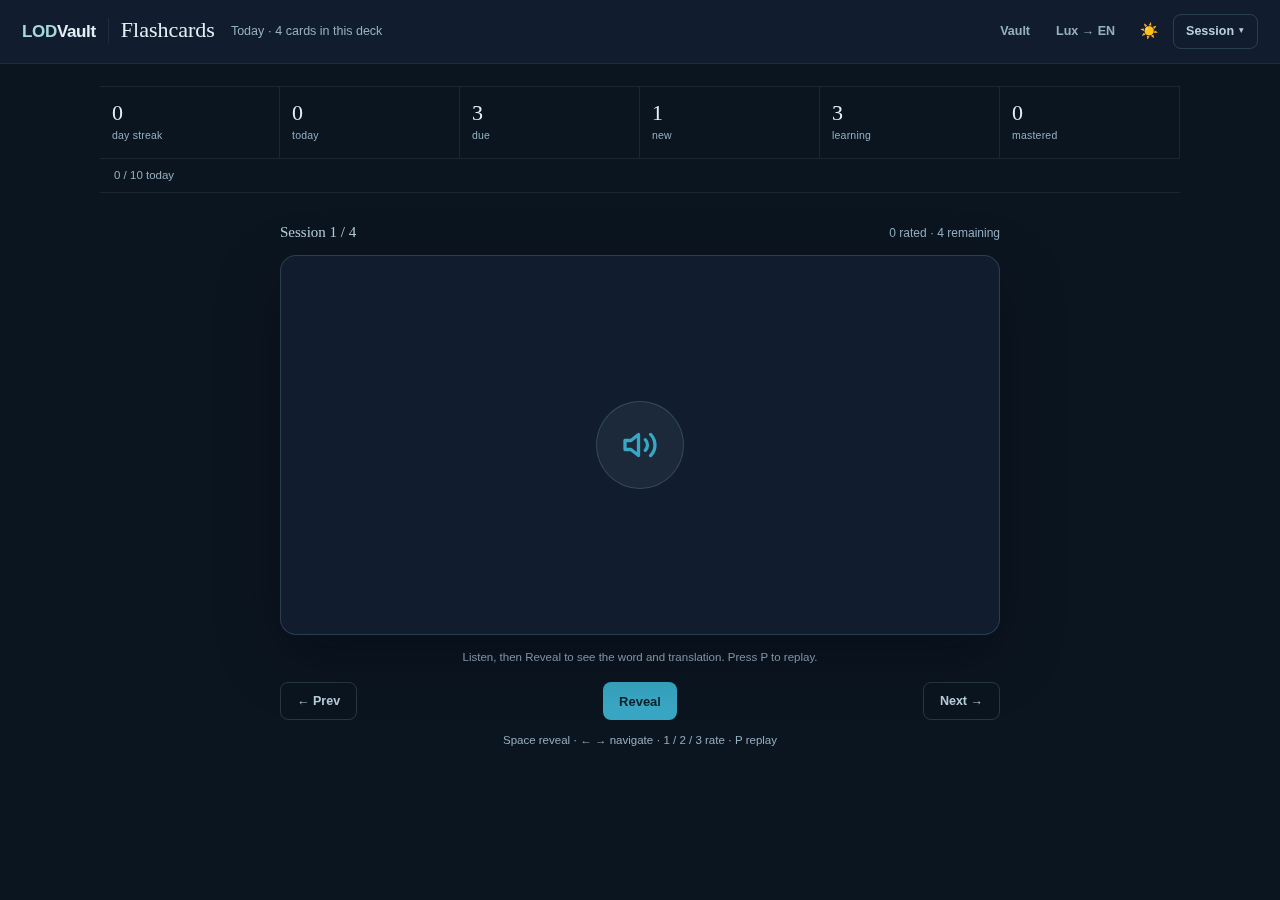 LODVault Flashcards Today · 4 cards in this deck Vault Lux → EN Session ▾
0 0 3 1 3 0
day streak today due new learning mastered
0 / 10 today
Session 1 / 4 0 rated · 4 remaining
Listen, then Reveal to see the word and translation. Press P to replay.
← Prev Reveal Next →
Space reveal · ← → navigate · 1 / 2 / 3 rate · P replay